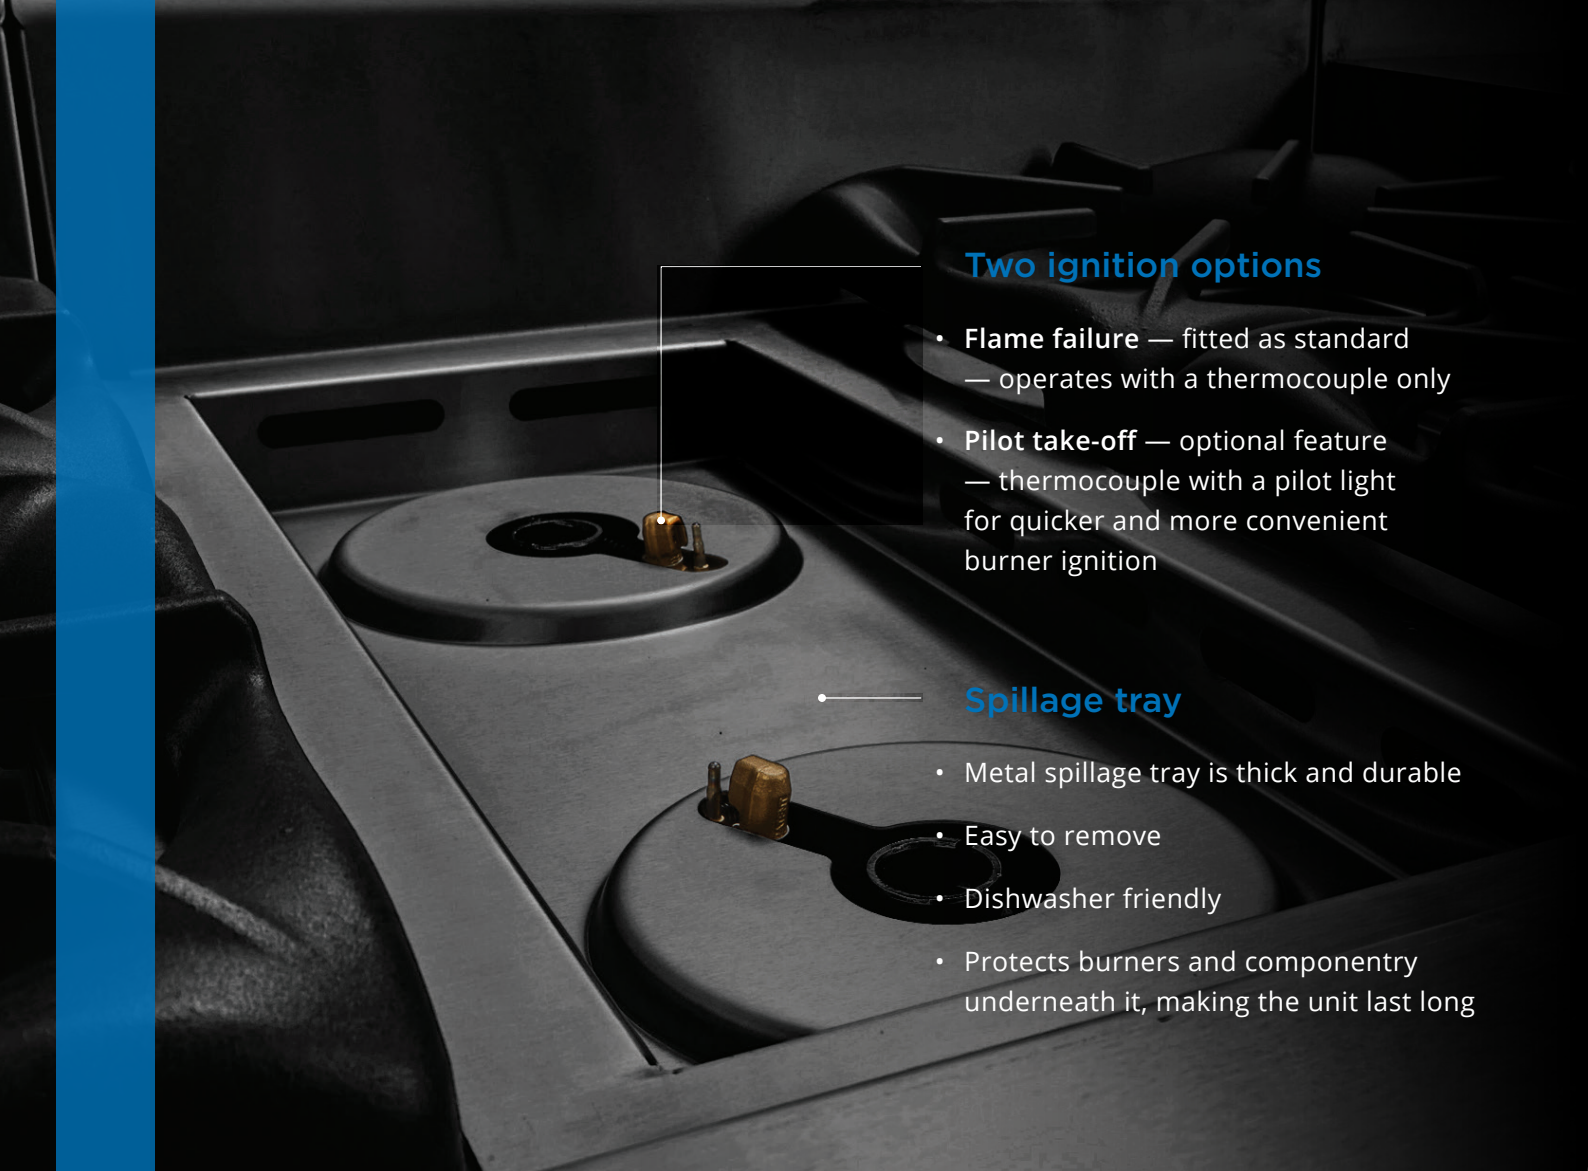 Two ignition options
• Flame failure — fitted as standard
— operates with a thermocouple only
• Pilot take-off — optional feature
— thermocouple with a pilot light
for quicker and more convenient
burner ignition
Spillage tray
• Metal spillage tray is thick and durable
• Easy to remove
• Dishwasher friendly
• Protects burners and componentry
underneath it, making the unit last long